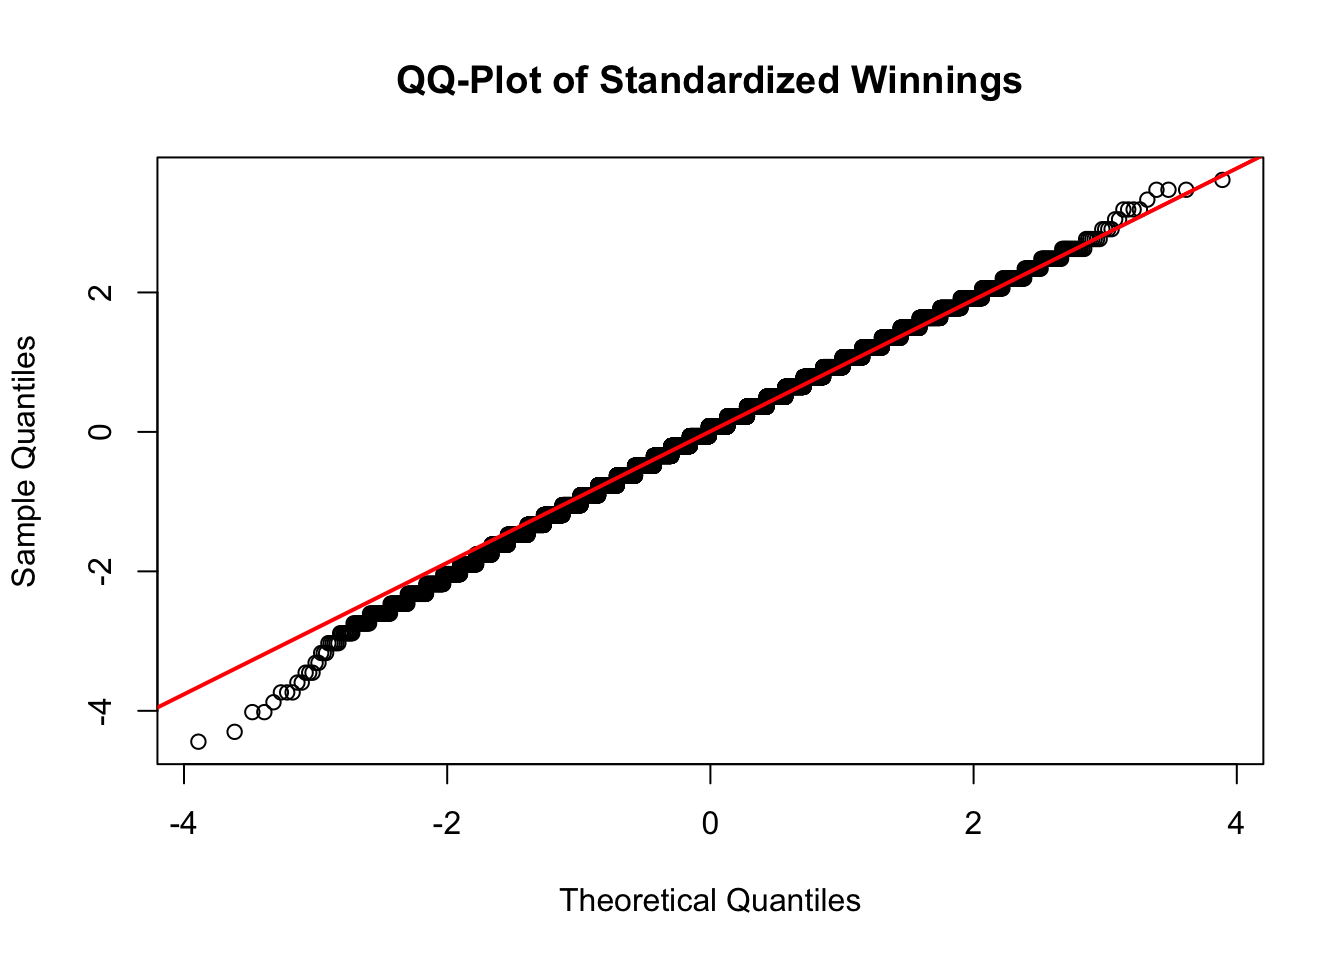 QQ-Plot of Standardized Winnings
Sample Quantiles
2
0
-2
-4
-4 -2 0 2 4
Theoretical Quantiles